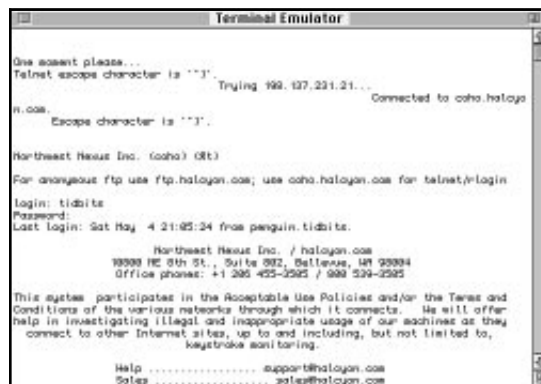 Terminal Emulator
One moment please...
Telnet escape character is '^]'.
Trying 198.137.231.21...
Connected to coho.halcyo
n.com.
Escape character is '^]'.
Northwest Nexus Inc. (coho)
For anonymous ftp use ftp.halcyon.com; use coho.halcyon.com for telnet/rlogin
login: tidbits
Password:
Last login: Sat May 4 21:05:24 from penguin.tidbits.
Northwest Nexus Inc. / halcyon.com
10800 NE 8th St., Suite 802, Bellevue, WA 98004
Office phones: +1 206 455-3505 / 800 539-3505
This system participates in the Acceptable Use Policies and/or the Terms and
Conditions of the various networks through which it connects. We will offer
help in investigating illegal and inappropriate usage of our machines as they
connect to other Internet sites, up to and including, but not limited to,
keystroke monitoring.
Help ................. support@halcyon.com
Sales .................. sales@halcyon.com